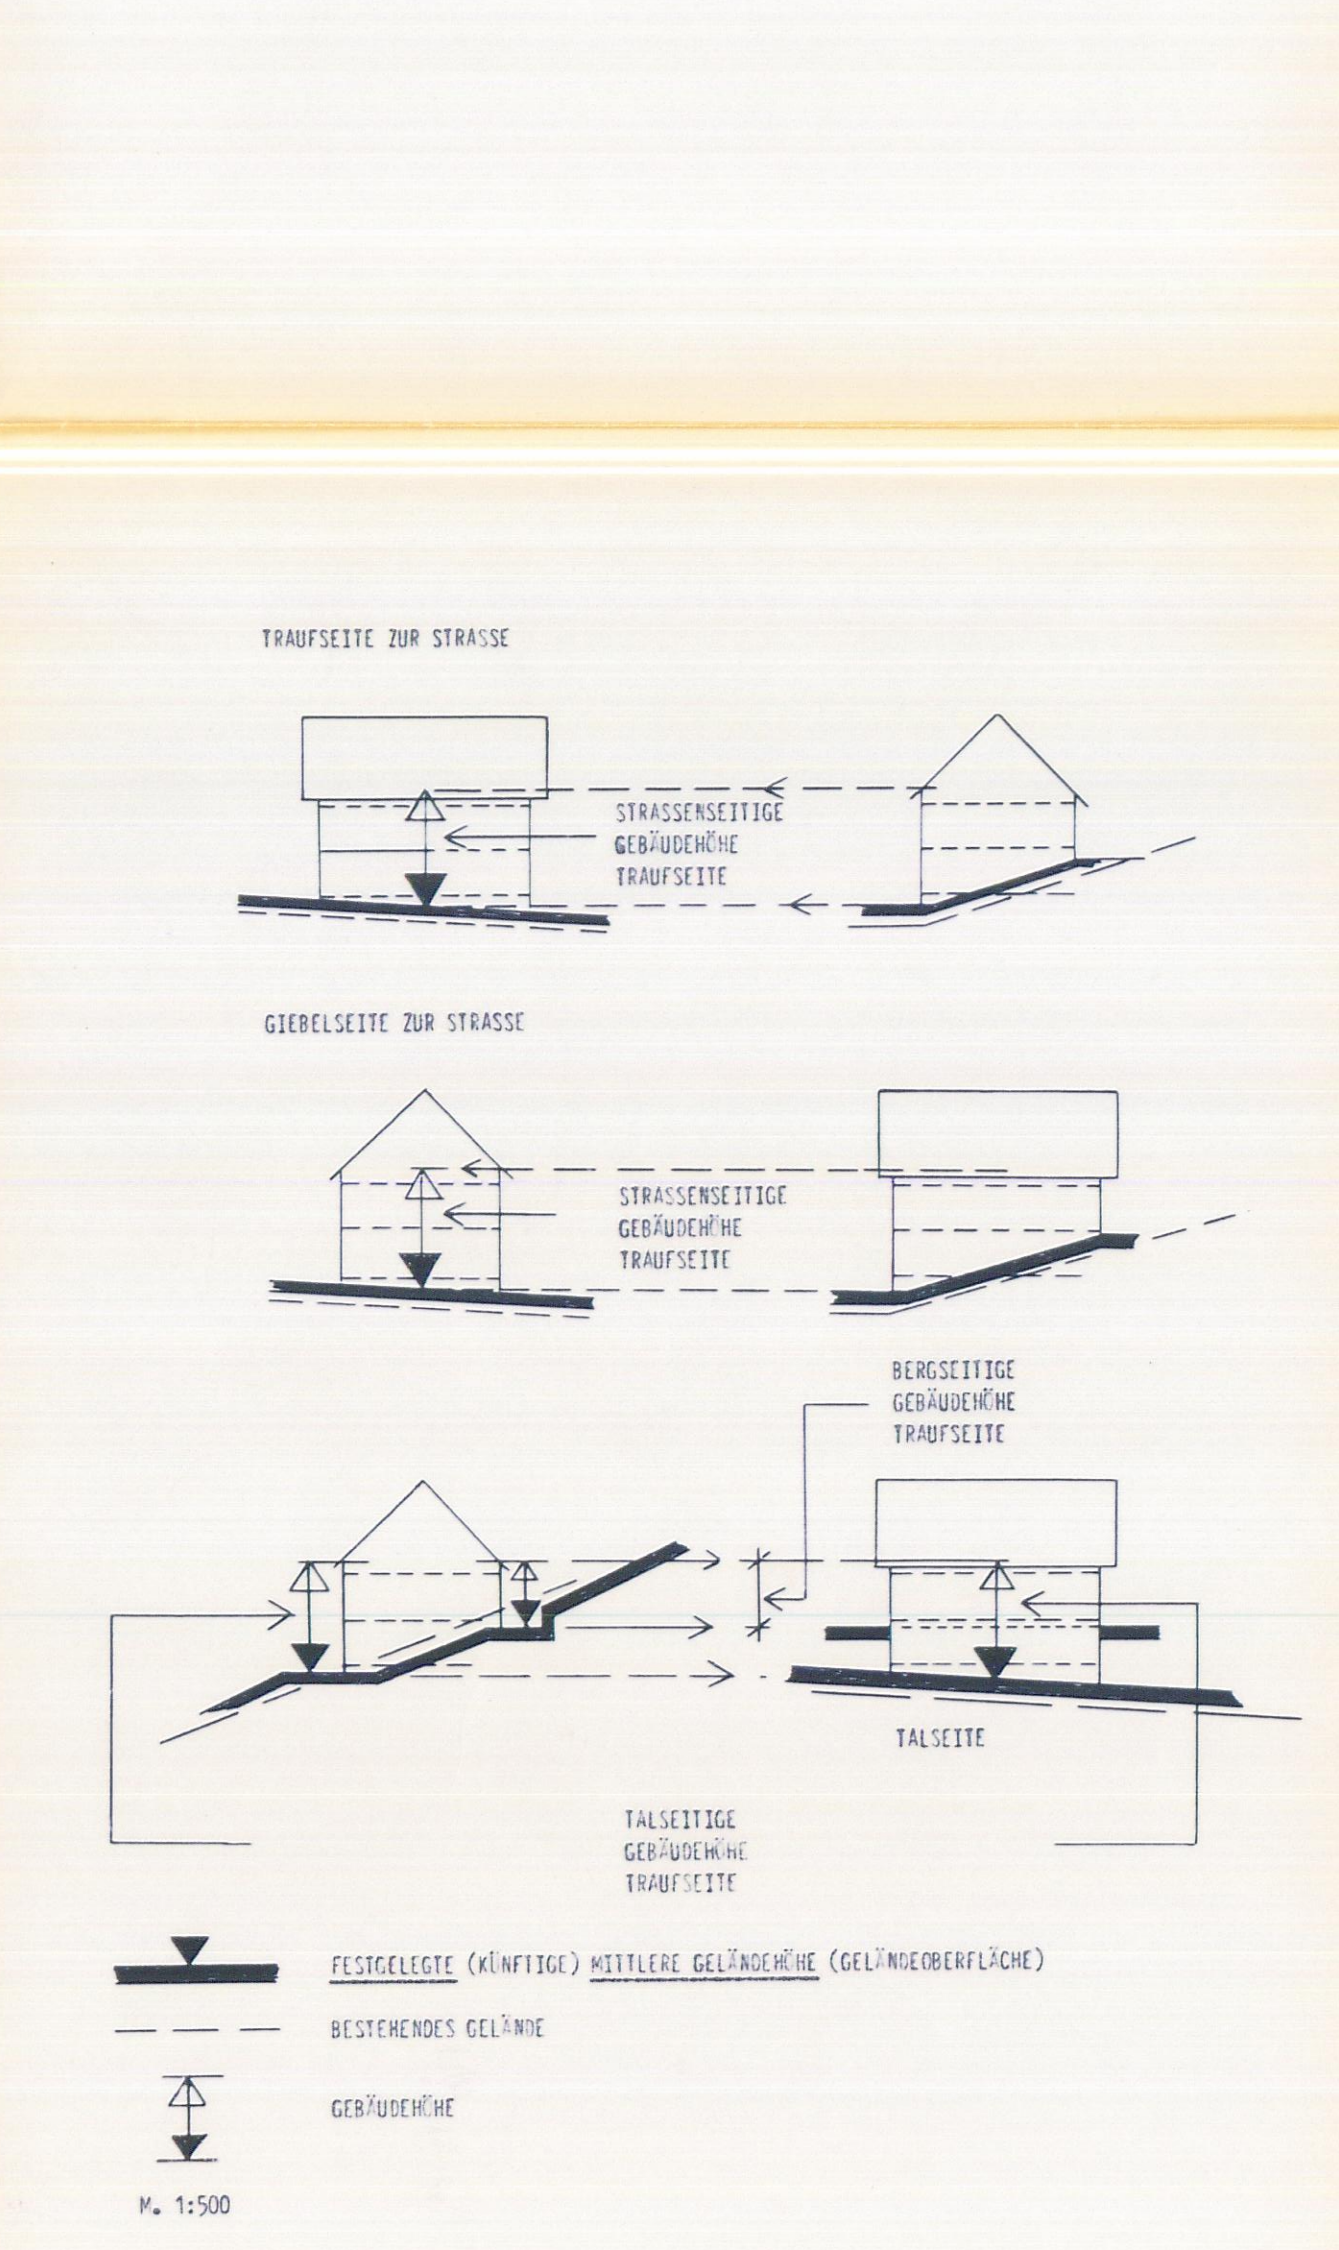 TRAUFSEITE ZUR STRASSE
STRASSENSEITIGE
GEBÄUDEHÖHE
TRAUFSEITE
GIEBELSEITE ZUR STRASSE
STRASSENSEITIGE
GEBÄUDEHÖHE
TRAUFSEITE
BERGSEITIGE
GEBÄUDEHÖHE
TRAUFSEITE
TALSEITE
TALSEITIGE
GEBÄUDEHÖHE
TRAUFSEITE
FESTGELEGTE (KÜNFTIGE) MITTLERE GELÄNDEHÖHE (GELÄNDEOBERFLÄCHE)
BESTEHENDES GELÄNDE
GEBÄUDEHÖHE
M. 1:500